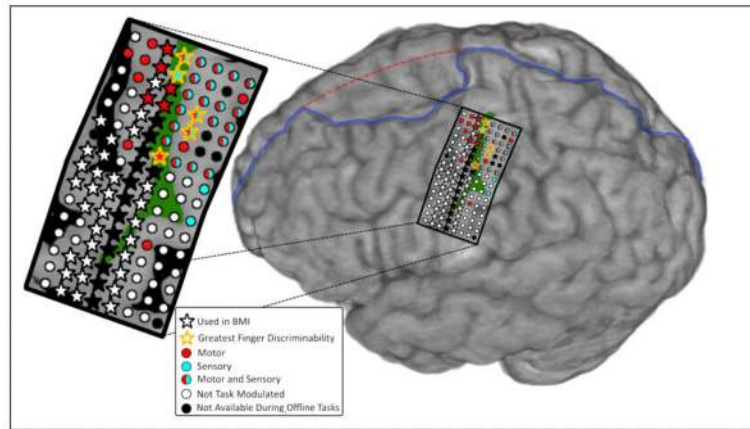 Used in BMI
Greatest Finger Discriminability
Motor
Sensory
Motor and Sensory
Not Task Modulated
Not Available During Offline Tasks